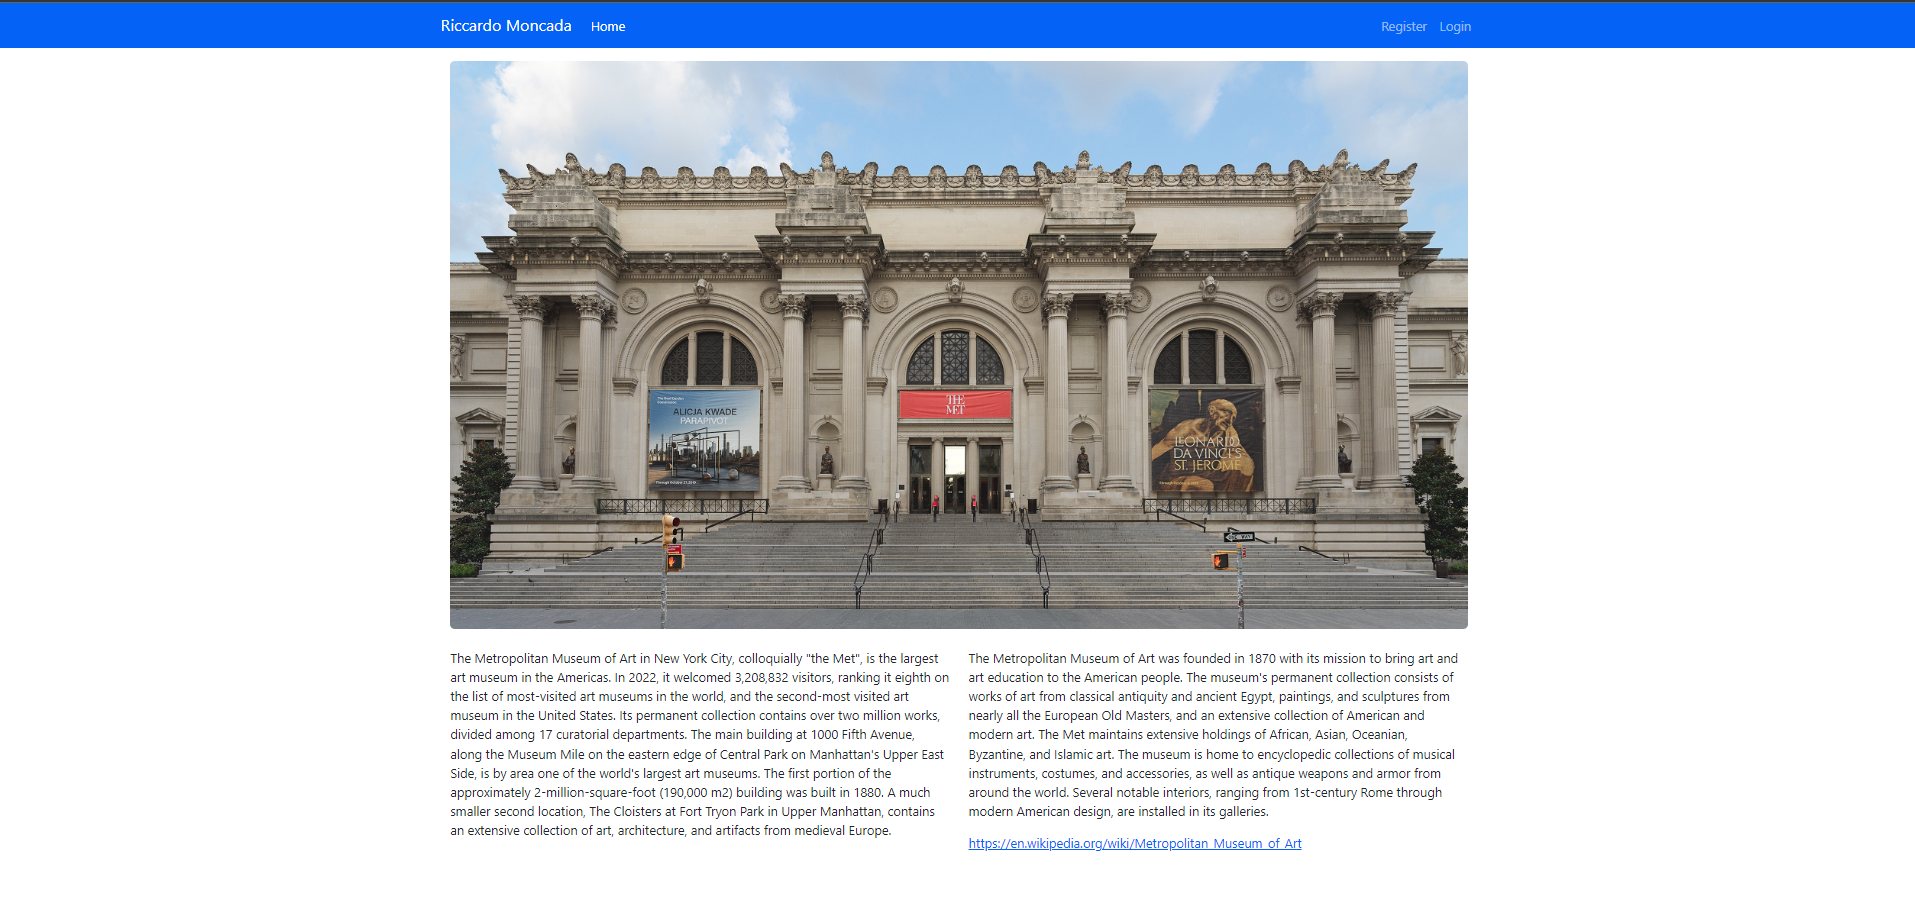 Riccardo Moncada Home Register Login
The Real Garden
ALICJA KWADE
PARAPIVOT
THE
MET
LEONARDO
DA VINCI'S
ST. JEROME
ONE WAY
The Metropolitan Museum of Art in New York City, colloquially "the Met", is the largest
art museum in the Americas. In 2022, it welcomed 3,208,832 visitors, ranking it eighth on
the list of most-visited art museums in the world, and the second-most visited art
museum in the United States. Its permanent collection contains over two million works,
divided among 17 curatorial departments. The main building at 1000 Fifth Avenue,
along the Museum Mile on the eastern edge of Central Park on Manhattan's Upper East
Side, is by area one of the world's largest art museums. The first portion of the
approximately 2-million-square-foot (190,000 m2) building was built in 1880. A much
smaller second location, The Cloisters at Fort Tryon Park in Upper Manhattan, contains
an extensive collection of art, architecture, and artifacts from medieval Europe.
The Metropolitan Museum of Art was founded in 1870 with its mission to bring art and
art education to the American people. The museum's permanent collection consists of
works of art from classical antiquity and ancient Egypt, paintings, and sculptures from
nearly all the European Old Masters, and an extensive collection of American and
modern art. The Met maintains extensive holdings of African, Asian, Oceanian,
Byzantine, and Islamic art. The museum is home to encyclopedic collections of musical
instruments, costumes, and accessories, as well as antique weapons and armor from
around the world. Several notable interiors, ranging from 1st-century Rome through
modern American design, are installed in its galleries.
https://en.wikipedia.org/wiki/Metropolitan_Museum_of_Art